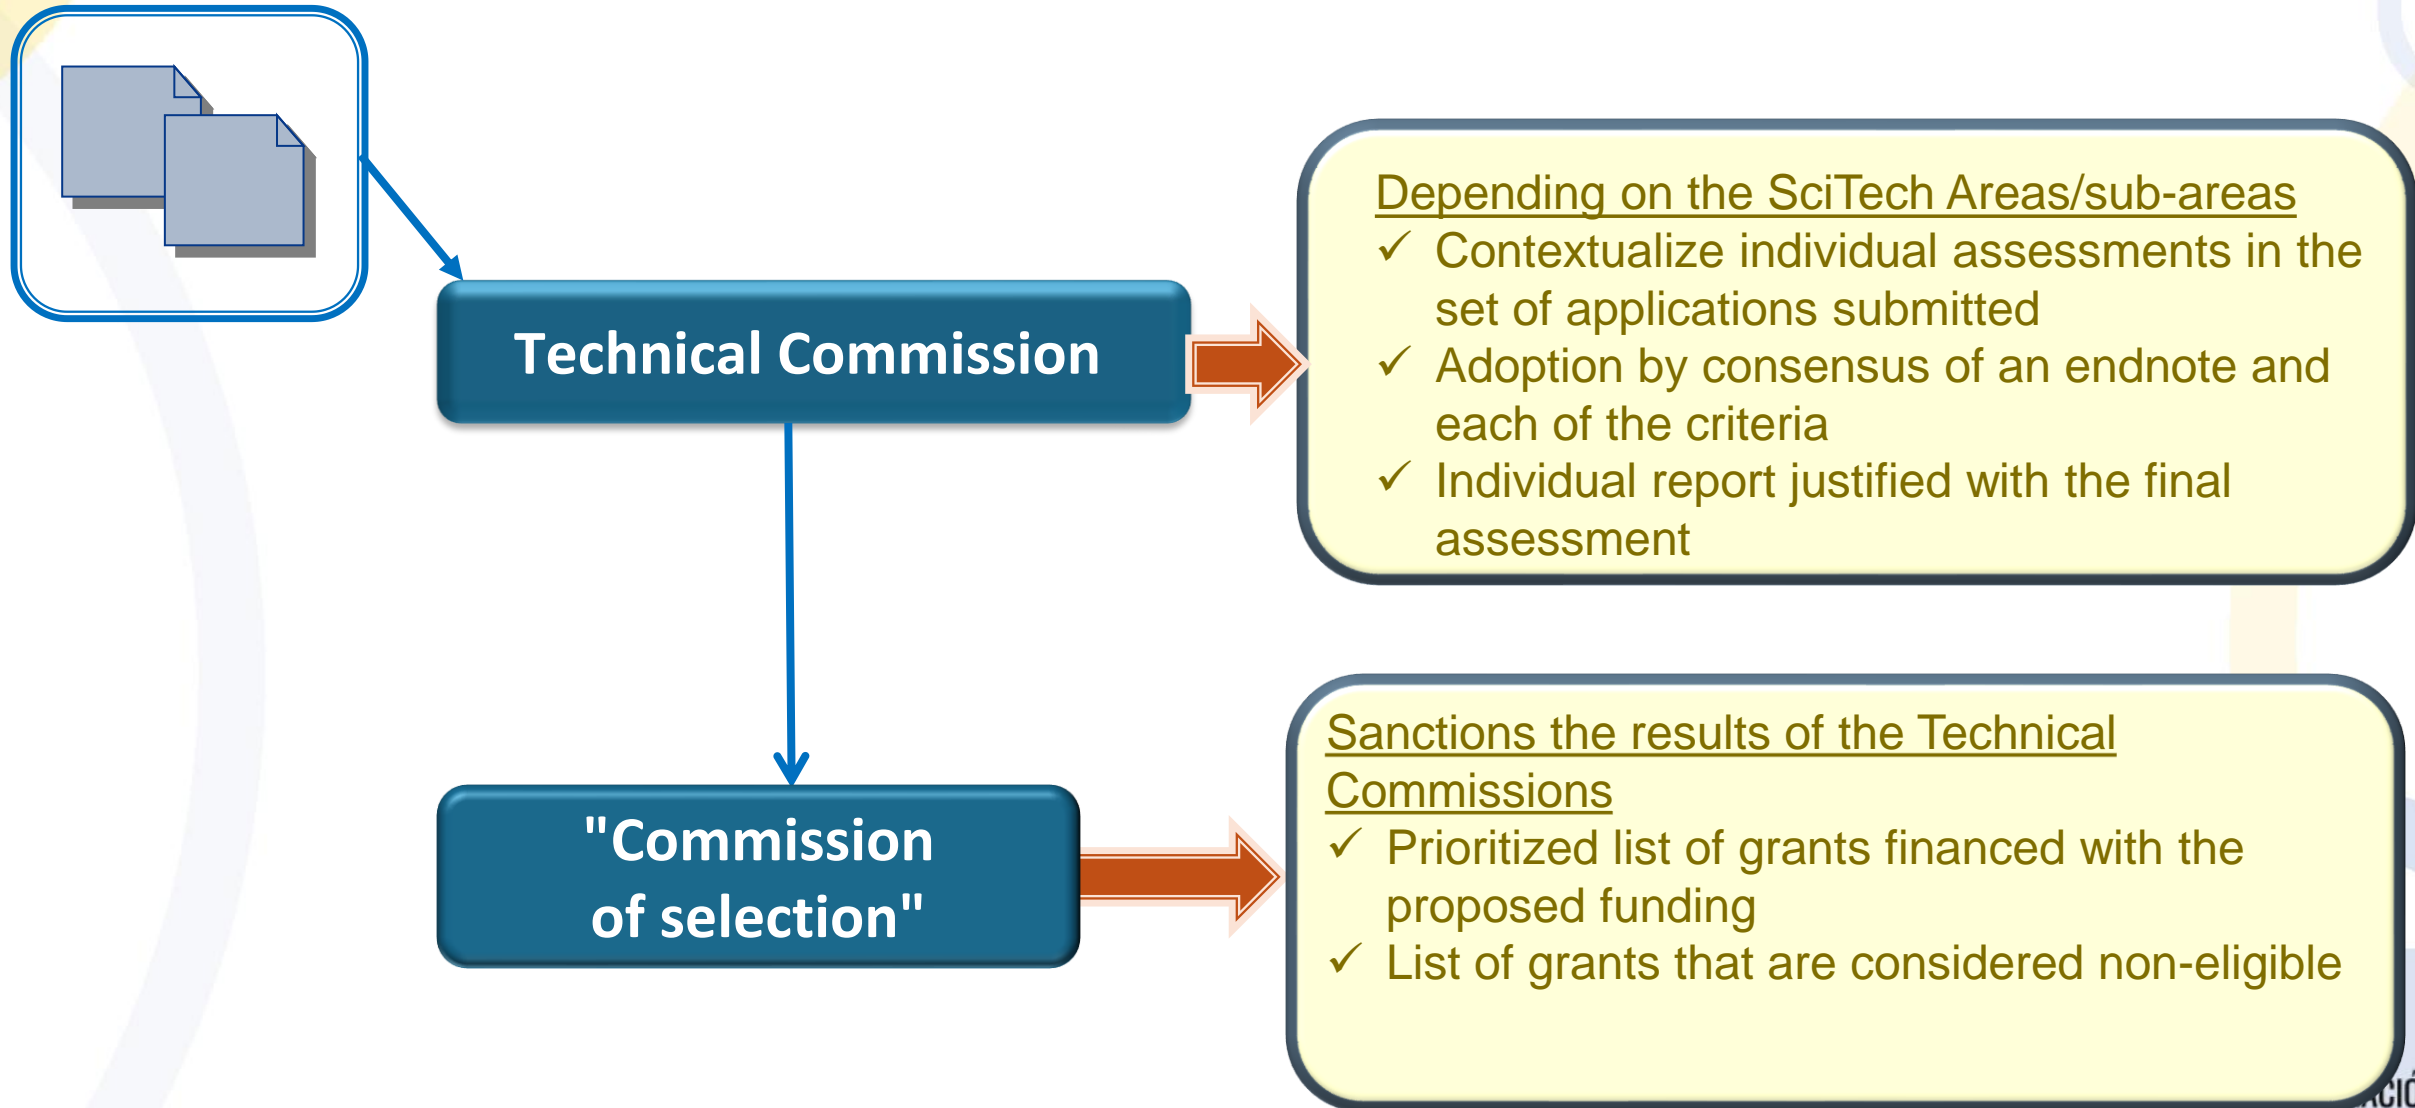 Technical Commission
Depending on the SciTech Areas/sub-areas
✓ Contextualize individual assessments in the
set of applications submitted
✓ Adoption by consensus of an endnote and
each of the criteria
✓ Individual report justified with the final
assessment
"Commission
of selection"
Sanctions the results of the Technical
Commissions
✓ Prioritized list of grants financed with the
proposed funding
✓ List of grants that are considered non-eligible